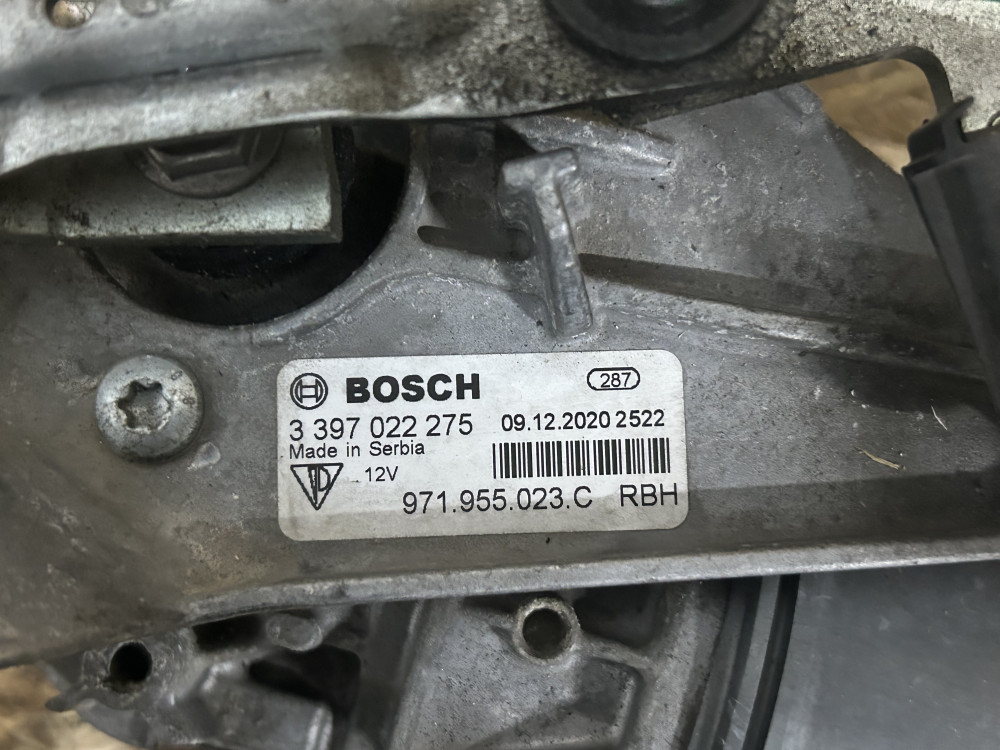 BOSCH 287
3 397 022 275 09.12.2020 2522
Made in Serbia
12V
971.955.023.C RBH